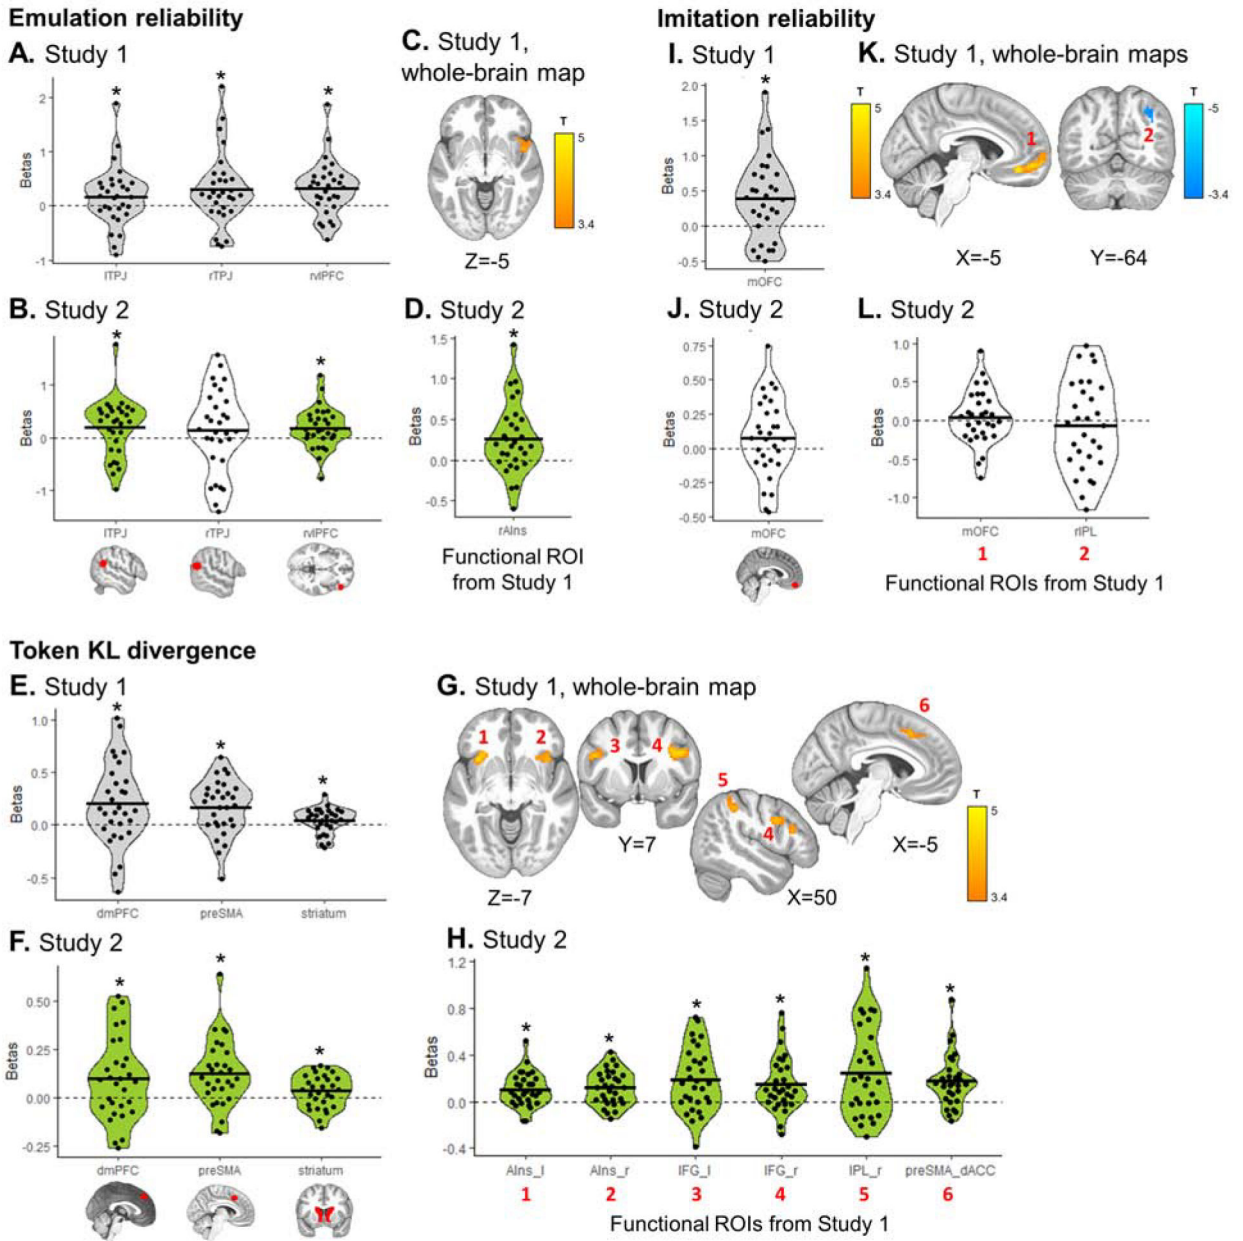 Emulation reliability
A. Study 1
*
*
*
2
1
0
-1
Betas
lTPJ rTPJ rvlPFC
C. Study 1,
whole-brain map
T
5
3.4
Z=-5
B. Study 2
*
*
1
0
-1
Betas
lTPJ rTPJ rvlPFC
D. Study 2
*
1.5
1.0
0.5
0.0
-0.5
Betas
rAIns
Functional ROI
from Study 1
Imitation reliability
I. Study 1
*
2.0
1.5
1.0
0.5
0.0
-0.5
Betas
mOFC
K. Study 1, whole-brain maps
T
5
3.4
1
X=-5
2
Y=-64
T
-5
-3.4
J. Study 2
0.75
0.50
0.25
0.00
-0.25
-0.50
Betas
mOFC
L. Study 2
1.0
0.5
0.0
-0.5
-1.0
Betas
mOFC rIPL
1 2
Functional ROIs from Study 1
Token KL divergence
E. Study 1
*
*
*
1.0
0.5
0.0
-0.5
Betas
dmPFC preSMA striatum
G. Study 1, whole-brain map
1 2
Z=-7
3 4
Y=7
5
4
X=50
6
X=-5
T
5
3.4
F. Study 2
*
*
*
0.50
0.25
0.00
-0.25
Betas
dmPFC preSMA striatum
H. Study 2
* * * * * *
1.2
0.8
0.4
0.0
-0.4
Betas
AIns_l AIns_r IFG_l IFG_r IPL_r preSMA_dACC
1 2 3 4 5 6
Functional ROIs from Study 1